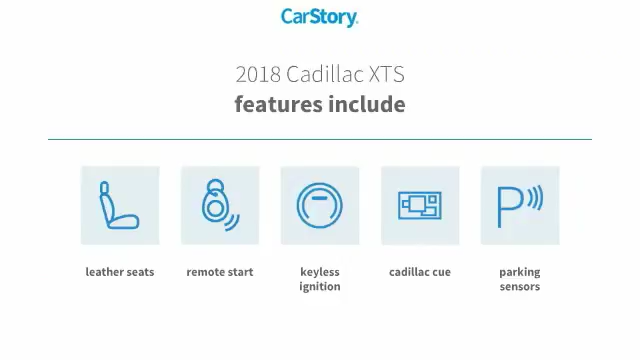 CarStory.
2018 Cadillac XTS
features include
P
leather seats
remote start
keyless
ignition
cadillac cue
parking
sensors